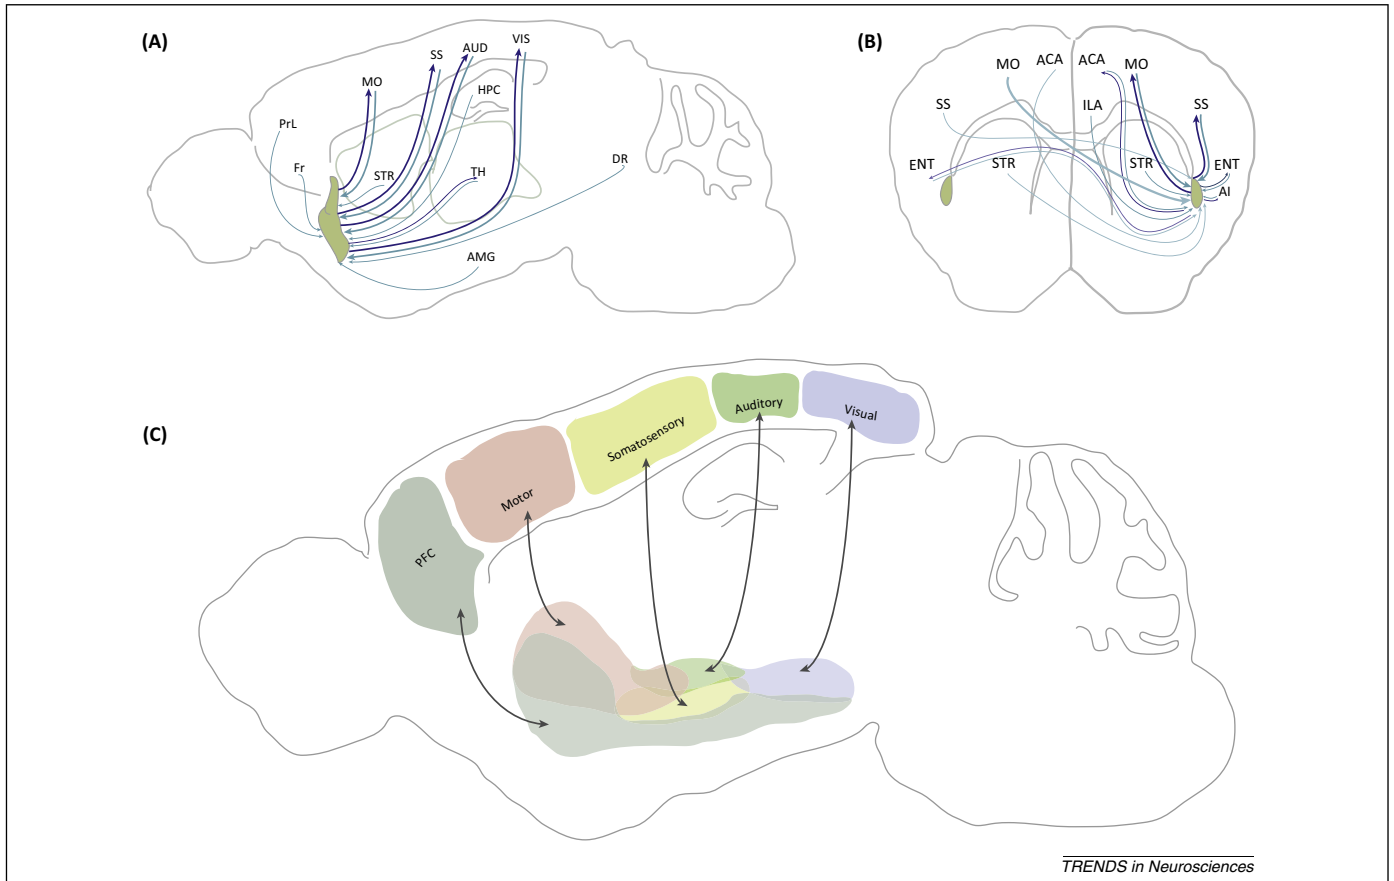 (A)
MO
SS
AUD
VIS
HPC
PrL
Fr
STR
TH
DR
AMG
(B)
MO
ACA
ACA
MO
SS
ILA
SS
ENT
STR
STR
ENT
AI
(C)
PFC
Motor
Somatosensory
Auditory
Visual
TRENDS in Neurosciences